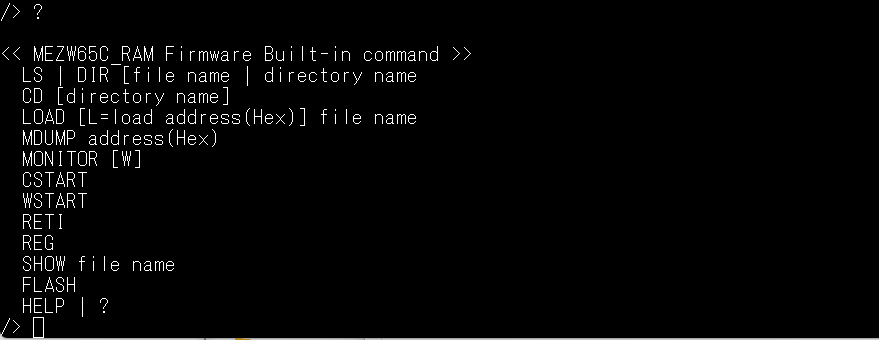 /> ?
<< MEZW65C_RAM Firmware Built-in command >>
LS | DIR [file name | directory name
CD [directory name]
LOAD [L=load address(Hex)] file name
MDUMP address(Hex)
MONITOR [W]
CSTART
WSTART
RETI
REG
SHOW file name
FLASH
HELP | ?
/>